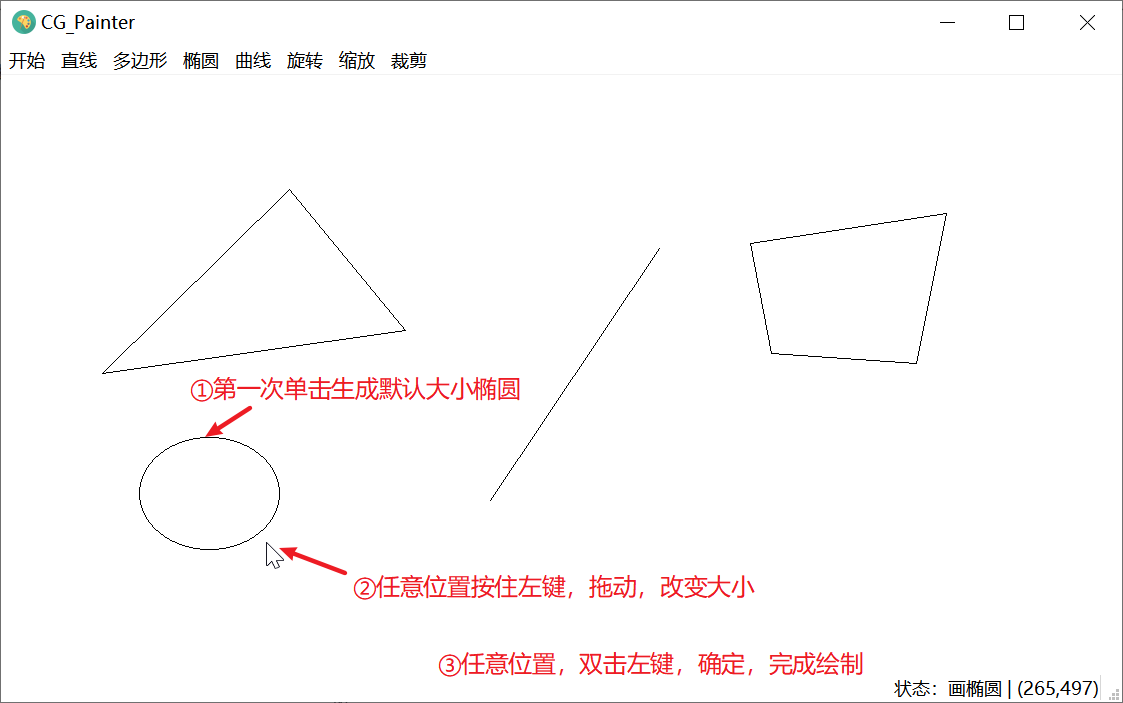 CG_Painter
开始 直线 多边形 椭圆 曲线 旋转 缩放 裁剪
①第一次单击生成默认大小椭圆
②任意位置按住左键，拖动，改变大小
③任意位置，双击左键，确定，完成绘制
状态：画椭圆 | (265,497)